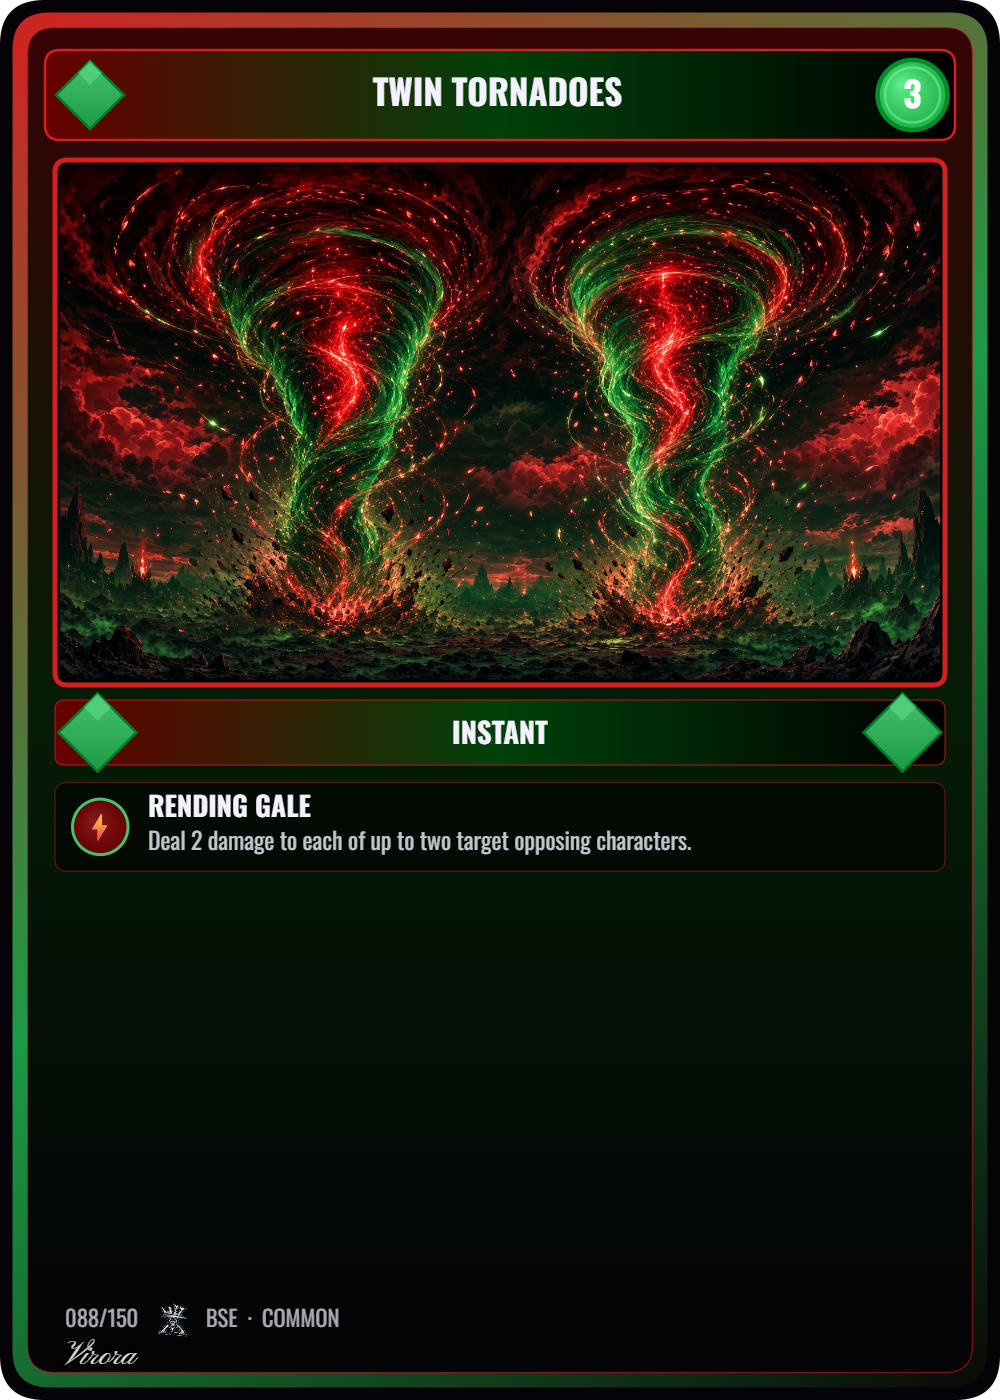 TWIN TORNADOES
3
INSTANT
RENDING GALE
Deal 2 damage to each of up to two target opposing characters.
088/150 BSE · COMMON
Virora